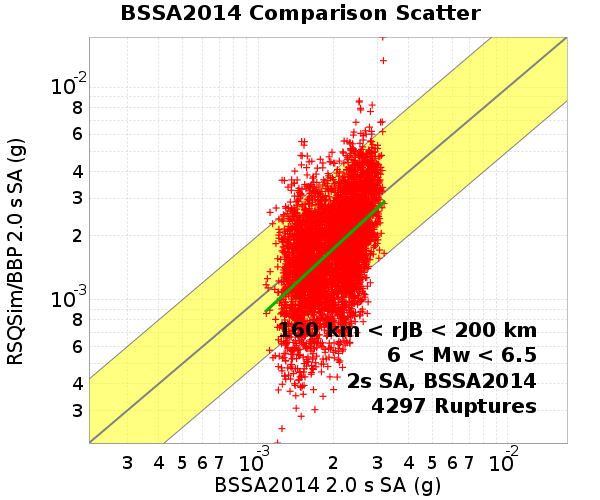 BSSA2014 Comparison Scatter
RSQSim/BBP 2.0 s SA (g)
10-2
8
6
4
3
2
10-3
8
6
4
3
160 km < rJB < 200 km
6 < Mw < 6.5
2s SA, BSSA2014
4297 Ruptures
3 4 5 6 7 10-3 2 3 4 5 6 7 10-2
BSSA2014 2.0 s SA (g)